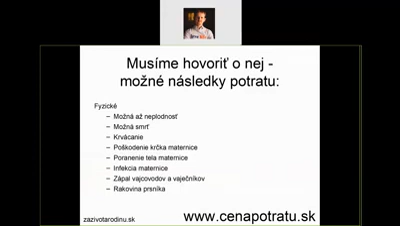 Musíme hovoriť o nej -
možné následky potratu:
Fyzické
– Možná až neplodnosť
– Možná smrť
– Krvácanie
– Poškodenie krčka maternice
– Poranenie tela maternice
– Infekcia maternice
– Zápal vajcovodov a vaječníkov
– Rakovina prsníka
zazivotarodinu.sk
www.cenapotratu.sk